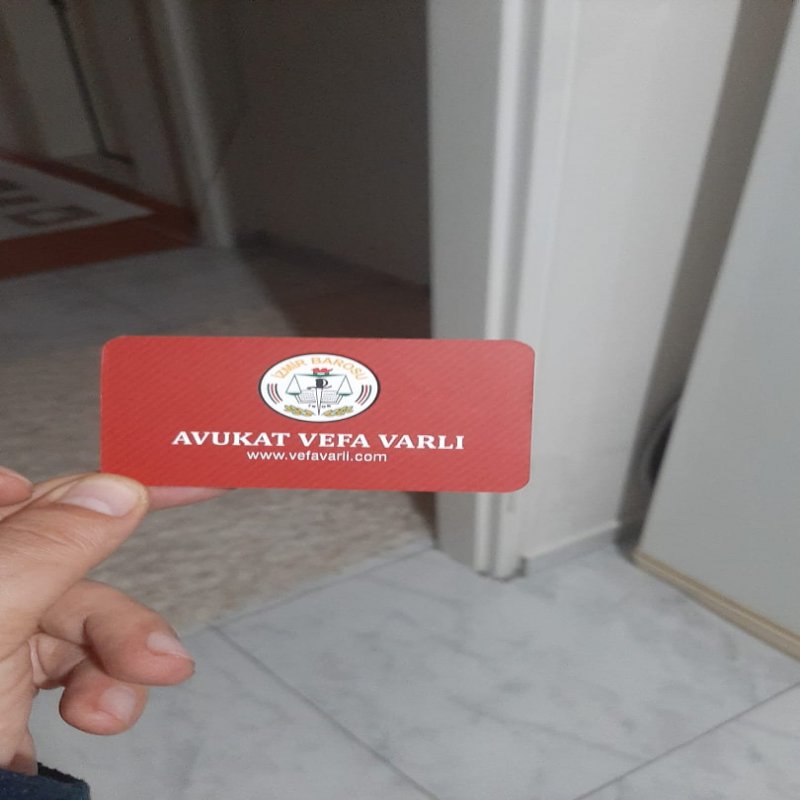 İZMİR BAROSU
AVUKAT VEFA VARLI
www.vefavarli.com